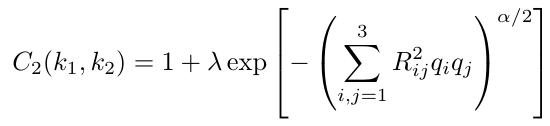 $C_2(k_1, k_2) = 1 + \lambda \exp \left[ - \left( \sum_{i,j=1}^{3} R_{ij}^2 q_i q_j \right)^{\alpha/2} \right]$